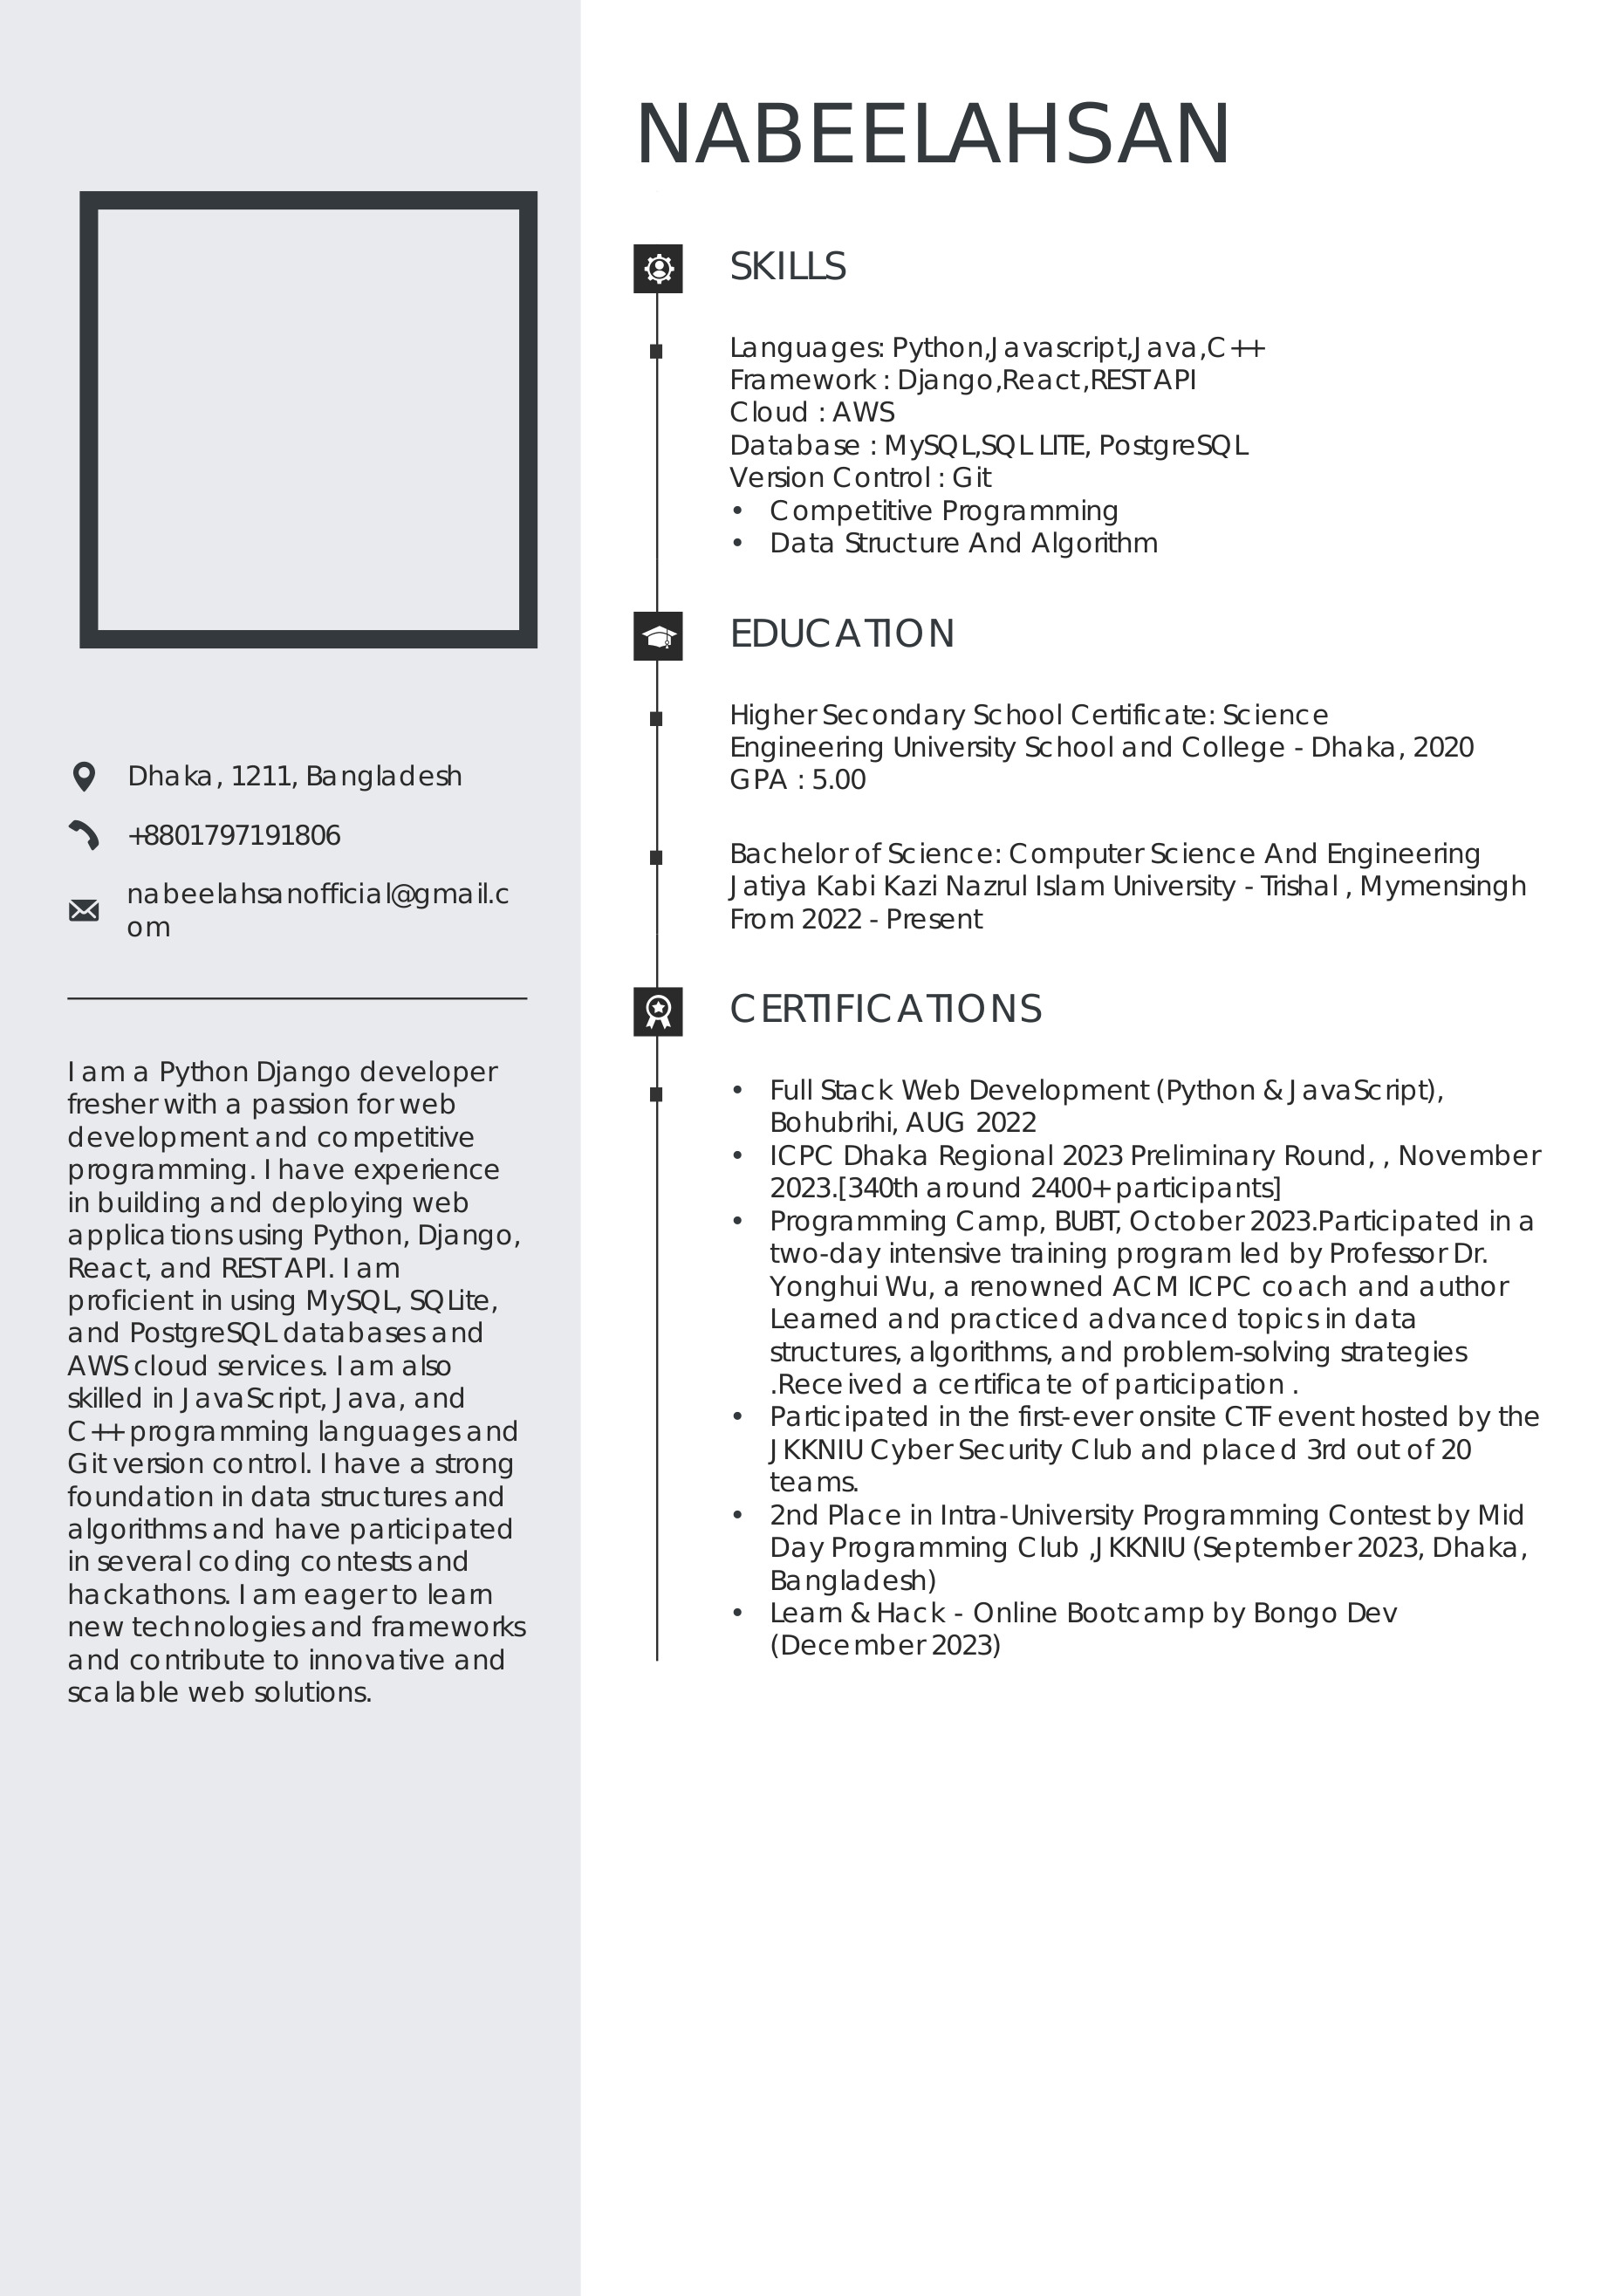 NABEELAHSAN
Dhaka, 1211, Bangladesh
+8801797191806
nabeelahsanofficial@gmail.c
om
I am a Python Django developer
fresher with a passion for web
development and competitive
programming. I have experience
in building and deploying web
applications using Python, Django,
React, and REST API. I am
proficient in using MySQL, SQLite,
and PostgreSQL databases and
AWS cloud services. I am also
skilled in JavaScript, Java, and
C++ programming languages and
Git version control. I have a strong
foundation in data structures and
algorithms and have participated
in several coding contests and
hackathons. I am eager to learn
new technologies and frameworks
and contribute to innovative and
scalable web solutions.
SKILLS
Languages: Python,Javascript,Java,C++
Framework : Django,React,REST API
Cloud : AWS
Database : MySQL,SQL LITE, PostgreSQL
Version Control : Git
• Competitive Programming
• Data Structure And Algorithm
EDUCATION
Higher Secondary School Certificate: Science
Engineering University School and College - Dhaka, 2020
GPA : 5.00
Bachelor of Science: Computer Science And Engineering
Jatiya Kabi Kazi Nazrul Islam University - Trishal , Mymensingh
From 2022 - Present
CERTIFICATIONS
• Full Stack Web Development (Python & JavaScript),
Bohubrihi, AUG 2022
• ICPC Dhaka Regional 2023 Preliminary Round, , November
2023.[340th around 2400+ participants]
• Programming Camp, BUBT, October 2023.Participated in a
two-day intensive training program led by Professor Dr.
Yonghui Wu, a renowned ACM ICPC coach and author
Learned and practiced advanced topics in data
structures, algorithms, and problem-solving strategies
.Received a certificate of participation .
• Participated in the first-ever onsite CTF event hosted by the
JKKNIU Cyber Security Club and placed 3rd out of 20
teams.
• 2nd Place in Intra-University Programming Contest by Mid
Day Programming Club ,JKKNIU (September 2023, Dhaka,
Bangladesh)
• Learn & Hack - Online Bootcamp by Bongo Dev
(December 2023)